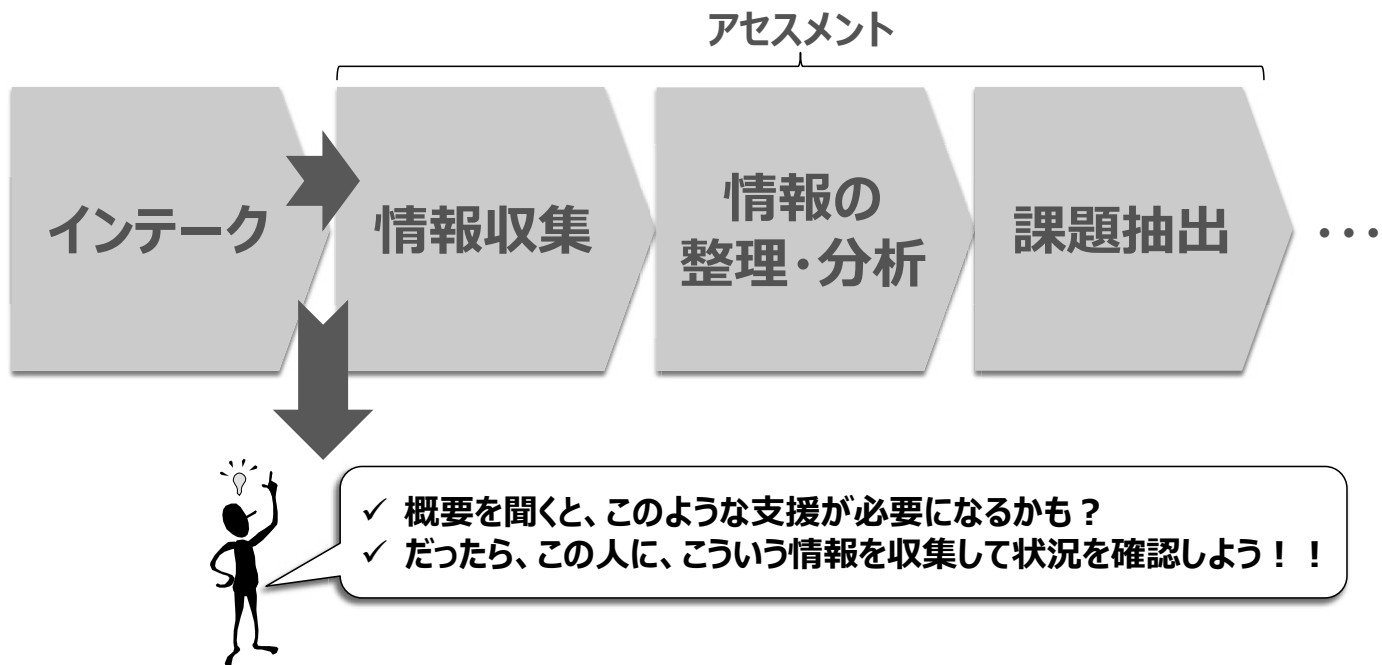 アセスメント
インテーク
情報収集
情報の
整理・分析
課題抽出
・・・
✓ 概要を聞くと、このような支援が必要になるかも？
✓ だったら、この人に、こういう情報を収集して状況を確認しよう！！